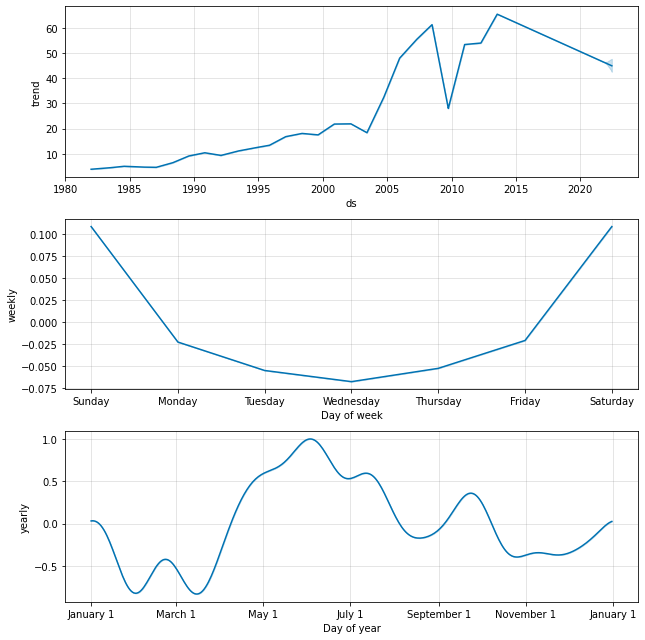 60
50
40
30
20
10
trend
1980 1985 1990 1995 2000 2005 2010 2015 2020
ds
0.100
0.075
0.050
0.025
0.000
−0.025
−0.050
−0.075
weekly
Sunday Monday Tuesday Wednesday Thursday Friday Saturday
Day of week
1.0
0.5
0.0
−0.5
yearly
January 1 March 1 May 1 July 1 September 1 November 1 January 1
Day of year